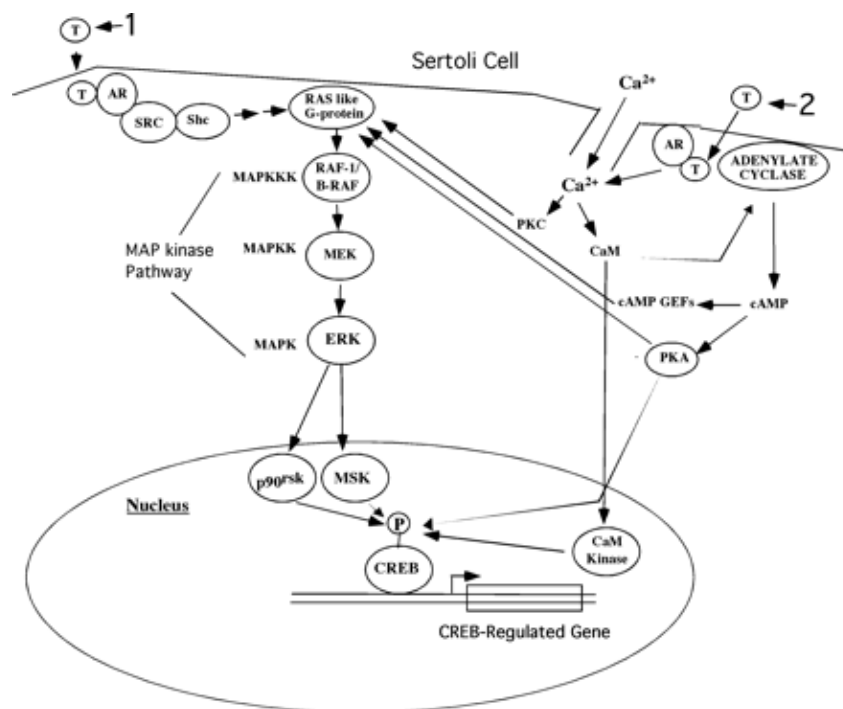 T
1
Sertoli Cell
Ca2+
T
2
T
AR
SRC
Shc
RAS like
G-protein
AR
T
ADENYLATE
CYCLASE
MAPKKK
RAF-1/
B-RAF
Ca2+
PKC
CaM
MAP kinase
Pathway
MAPKK
MEK
cAMP GEFs
cAMP
MAPK
ERK
PKA
p90rsk
MSK
Nucleus
P
CREB
CaM
Kinase
CREB-Regulated Gene